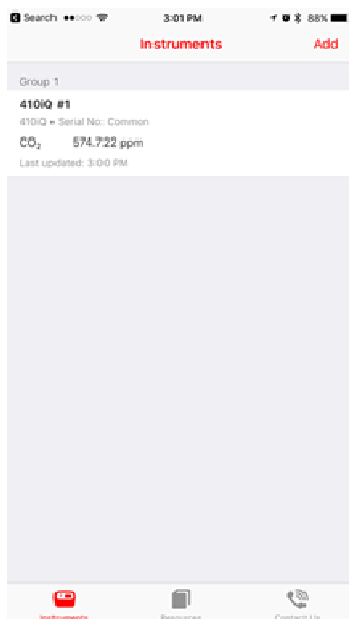 Search 3:01 PM 88%
Instruments Add
Group 1
410iQ #1
410iQ • Serial No: Common
CO₂ 574.722 ppm
Last updated: 3:00 PM
Instruments Resources Contact Us